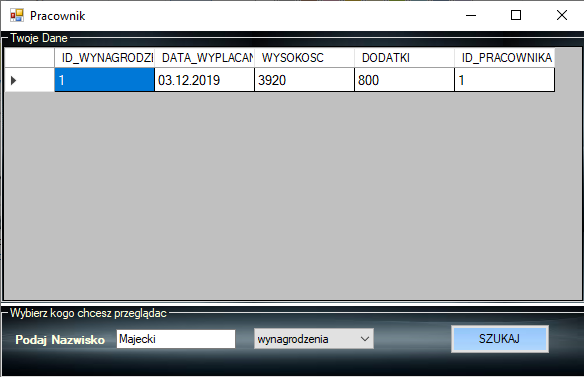 Pracownik
Twoje Dane
ID_WYNAGRODZI DATA_WYPLACAN WYSOKOSC DODATKI ID_PRACOWNIKA
1 03.12.2019 3920 800 1
Wybierz kogo chcesz przeglądac
Podaj Nazwisko Majecki wynagrodzenia SZUKAJ